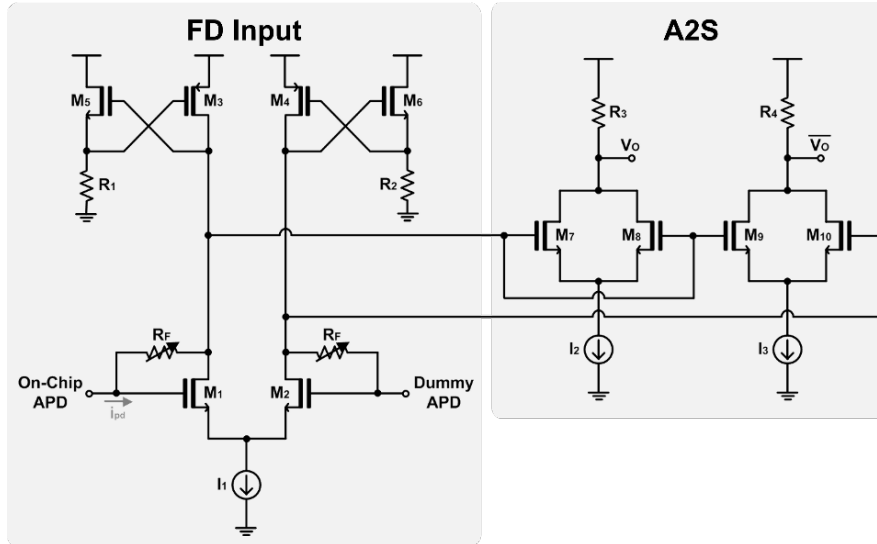 FD Input
A2S
M5
M3
M4
M6
R3
R4
VO
VO
R1
R2
M7
M8
M9
M10
RF
RF
I2
I3
On-Chip
APD
M1
M2
Dummy
APD
ipd
I1